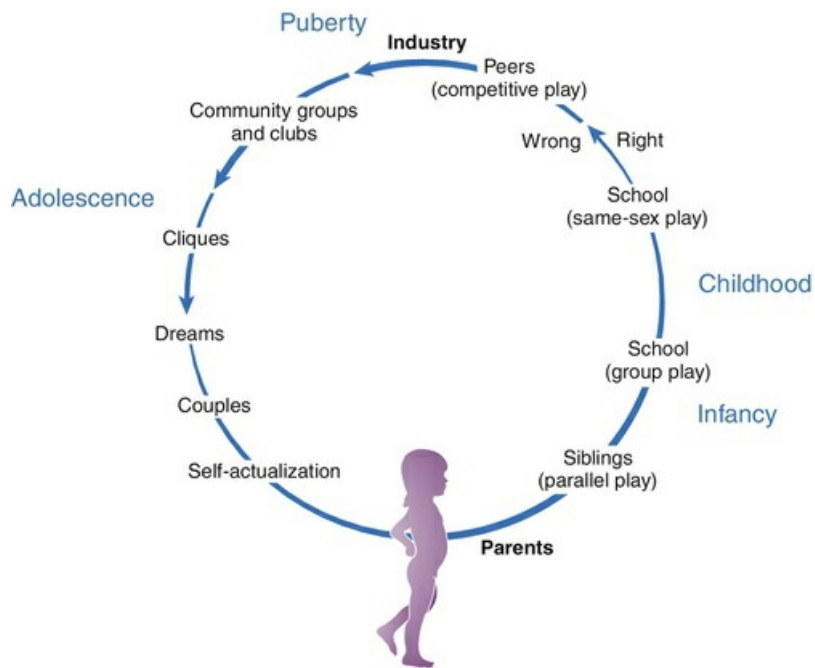 Puberty
Industry
Peers
(competitive play)
Community groups
and clubs
Wrong
Right
Adolescence
School
(same-sex play)
Cliques
Childhood
Dreams
School
(group play)
Couples
Infancy
Siblings
(parallel play)
Self-actualization
Parents